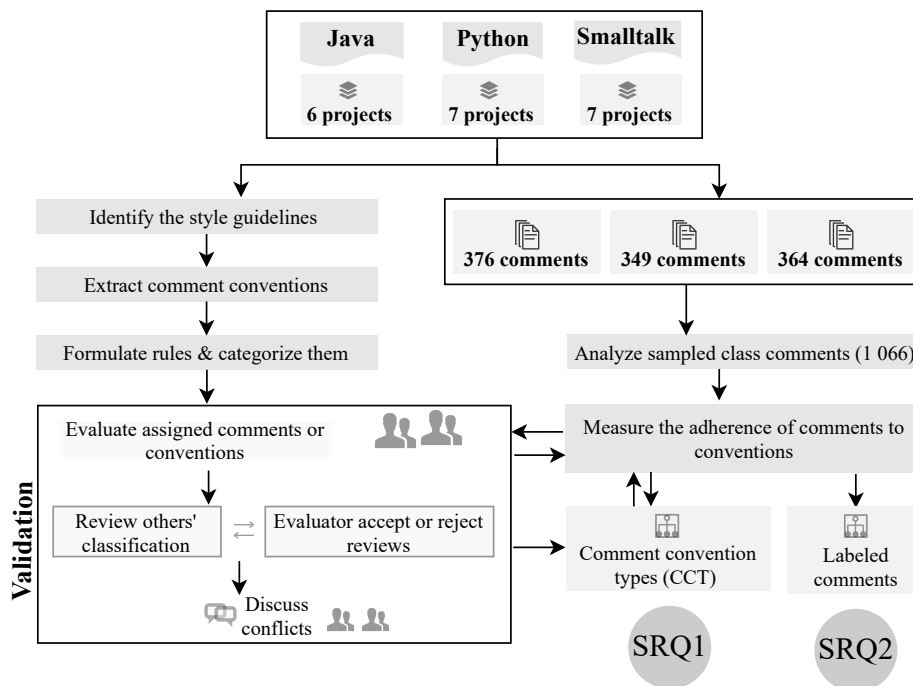 Java
Python
Smalltalk
6 projects
7 projects
7 projects
Identify the style guidelines
Extract comment conventions
Formulate rules & categorize them
376 comments
349 comments
364 comments
Analyze sampled class comments (1 066)
Measure the adherence of comments to
conventions
Validation
Evaluate assigned comments or
conventions
Review others'
classification
Evaluator accept or reject
reviews
Discuss
conflicts
Comment convention
types (CCT)
Labeled
comments
SRQ1
SRQ2